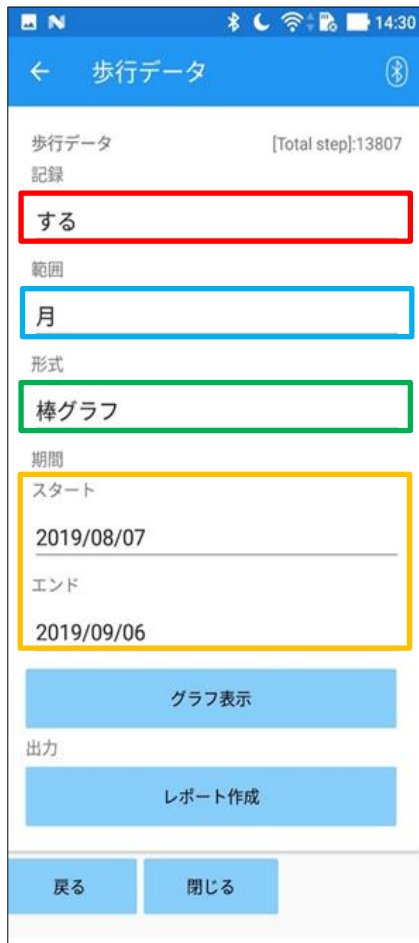 14:30
歩行データ
歩行データ [Total step]:13807
記録
する
範囲
月
形式
棒グラフ
期間
スタート
2019/08/07
エンド
2019/09/06
グラフ表示
出力
レポート作成
戻る 閉じる